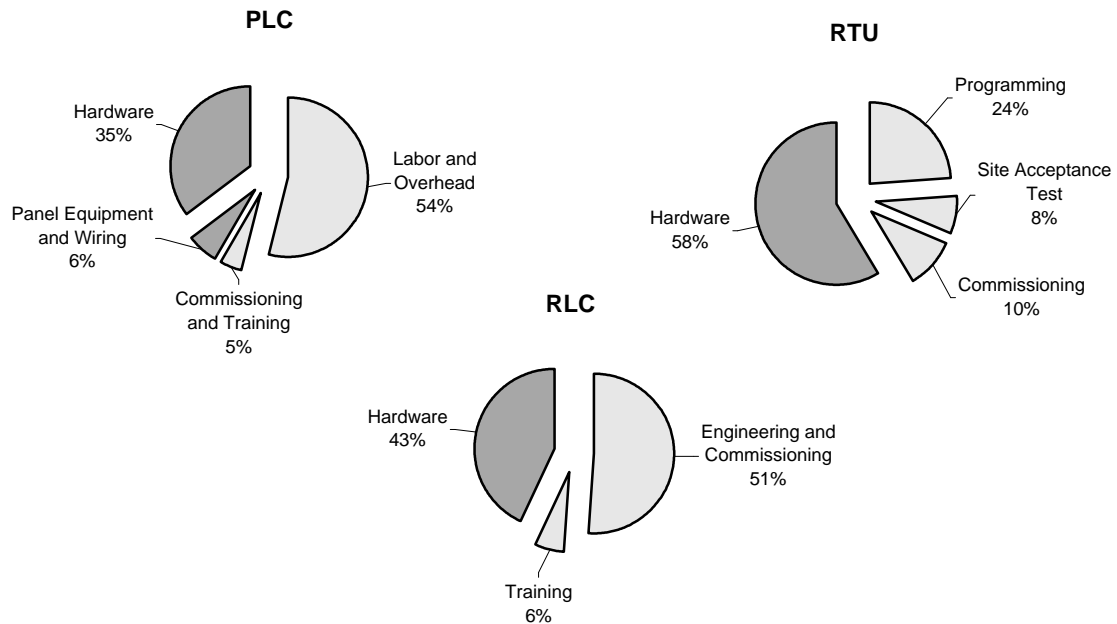 PLC
Hardware
35%
Labor and
Overhead
54%
Panel Equipment
and Wiring
6%
Commissioning
and Training
5%
RTU
Programming
24%
Site Acceptance
Test
8%
Hardware
58%
Commissioning
10%
RLC
Hardware
43%
Engineering and
Commissioning
51%
Training
6%